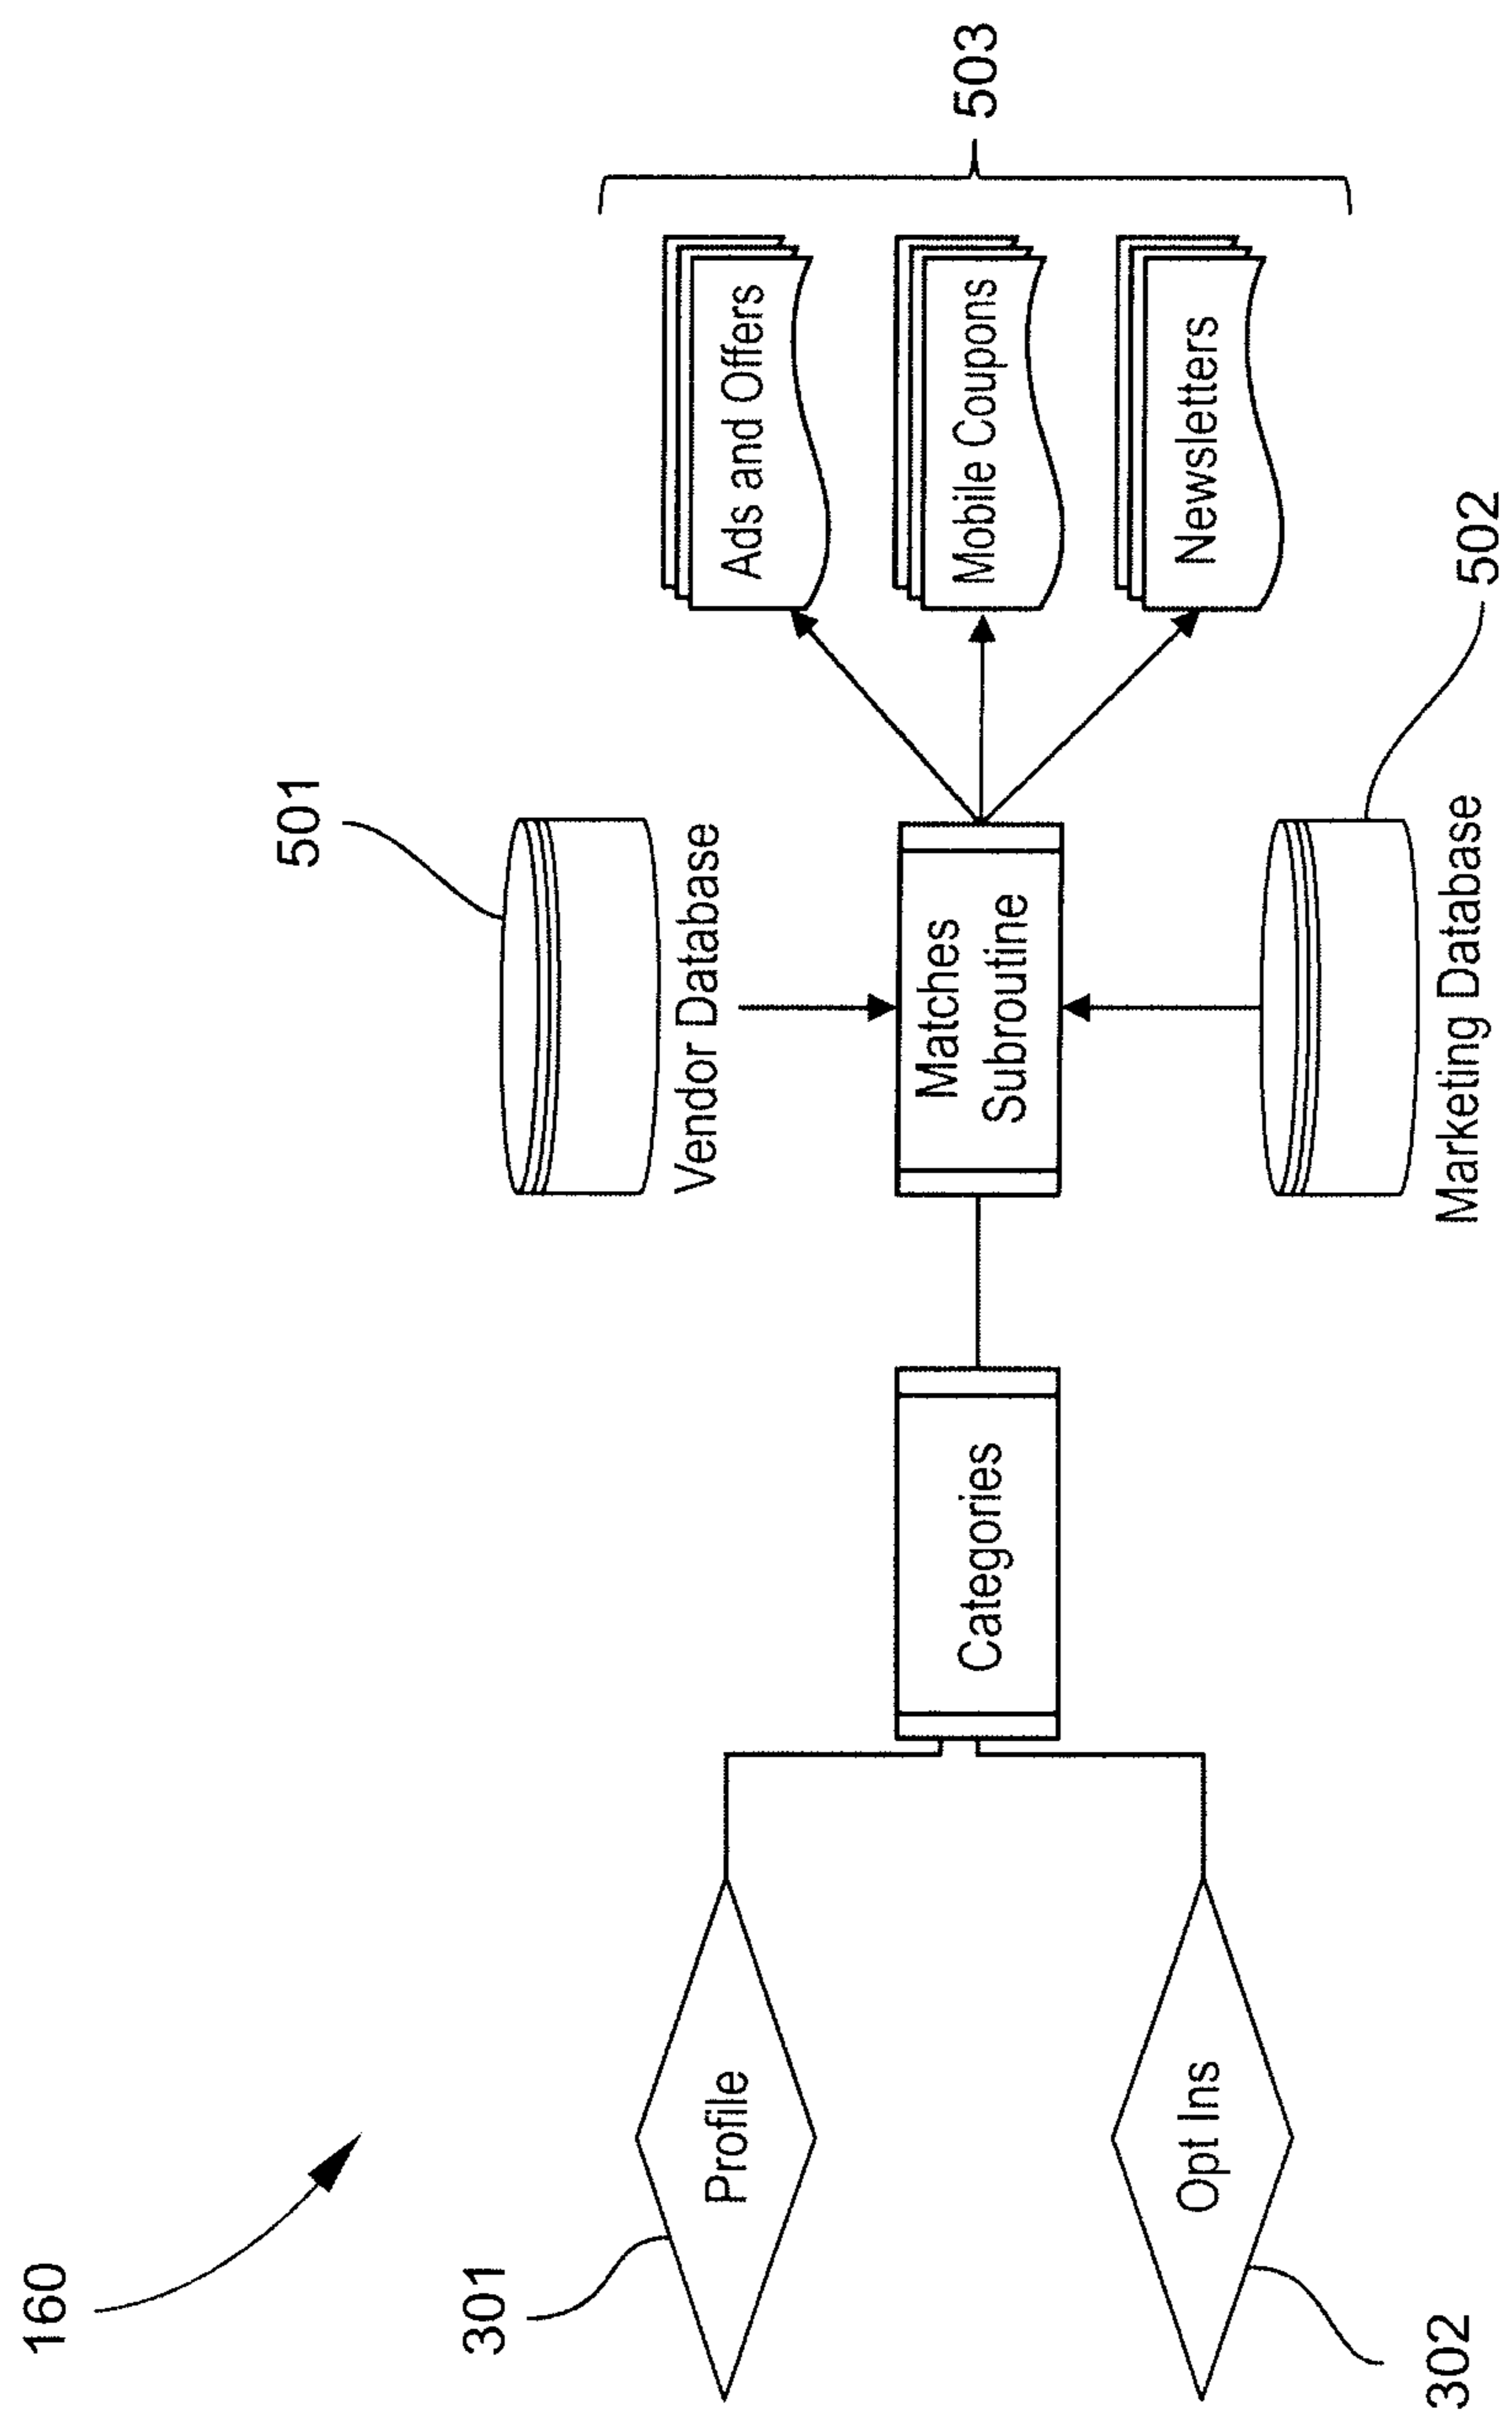 160
301
Profile
Opt Ins
302
Categories
501
Vendor Database
Matches
Subroutine
Marketing Database
502
Ads and Offers
Mobile Coupons
Newsletters
503